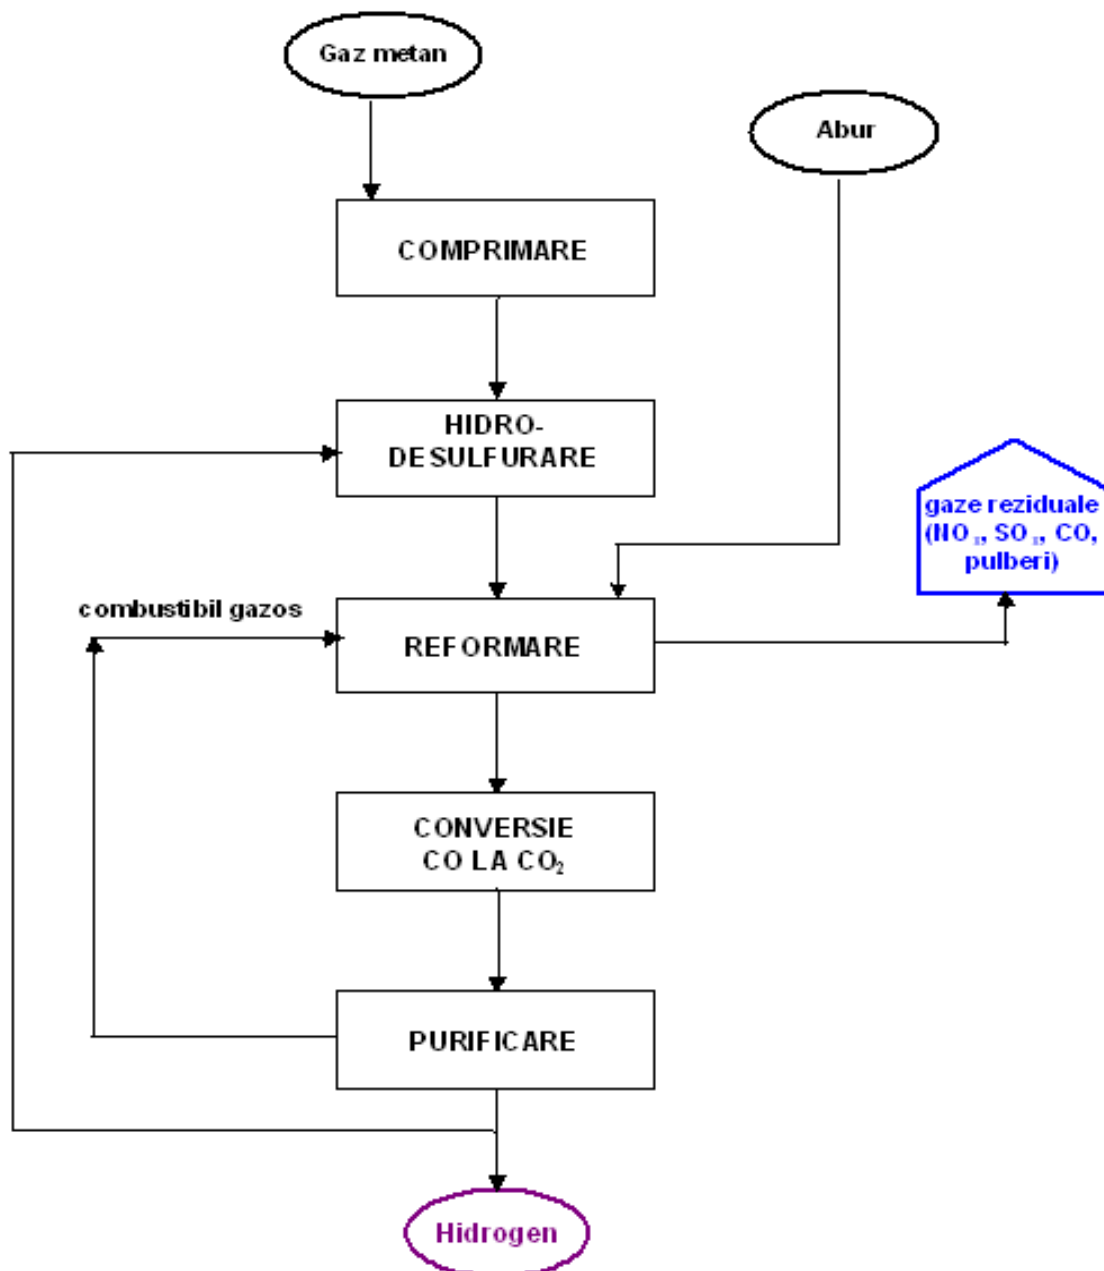 Gaz metan
Abur
COMPRIMARE
HIDRO-
DESULFURARE
gaze reziduale
(NOₓ, SOₓ, CO,
pulberi)
combustibil gazos
REFORMARE
CONVERSIE
CO LA CO₂
PURIFICARE
Hidrogen